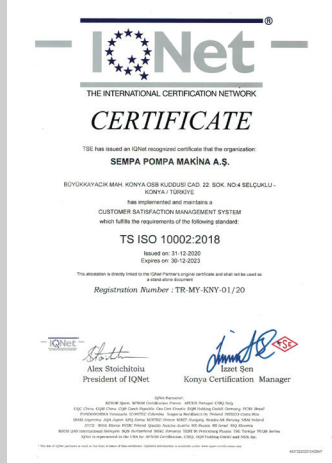 IQNet ®
THE INTERNATIONAL CERTIFICATION NETWORK
CERTIFICATE
TSE has issued an IQNet recognized certificate that the organization:
SEMPA POMPA MAKİNA A.Ş.
BÜYÜKKAYACIK MAH. KONYA OSB KUDDUSİ CAD. 22. SOK. NO:4 SELÇUKLU -
KONYA / TÜRKİYE
has implemented and maintains a
CUSTOMER SATISFACTION MANAGEMENT SYSTEM
which fulfills the requirements of the following standard:
TS ISO 10002:2018
Issued on: 31-12-2020
Expires on: 30-12-2023
This attestation is directly linked to the IQNet Partner's original certificate and shall not be used as
a stand-alone document
Registration Number : TR-MY-KNY-01/20
IQNet
TSE
Alex Stoichitoiu
President of IQNet
İzzet Şen
Konya Certification Manager
IQNet Partners*: